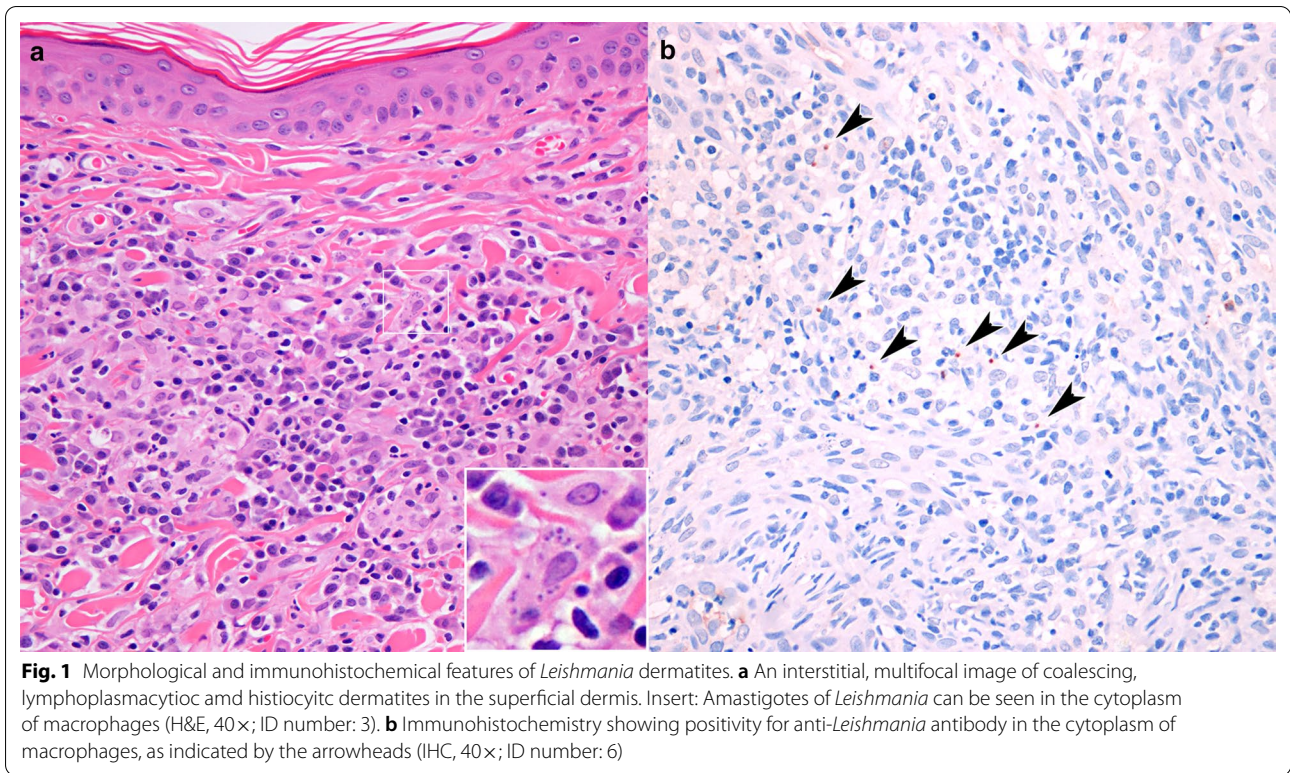 a
b
Fig. 1 Morphological and immunohistochemical features of Leishmania dermatites. a An interstitial, multifocal image of coalescing,
lymphoplasmacytioc amd histiocyitc dermatites in the superficial dermis. Insert: Amastigotes of Leishmania can be seen in the cytoplasm
of macrophages (H&E, 40×; ID number: 3). b Immunohistochemistry showing positivity for anti-Leishmania antibody in the cytoplasm of
macrophages, as indicated by the arrowheads (IHC, 40×; ID number: 6)